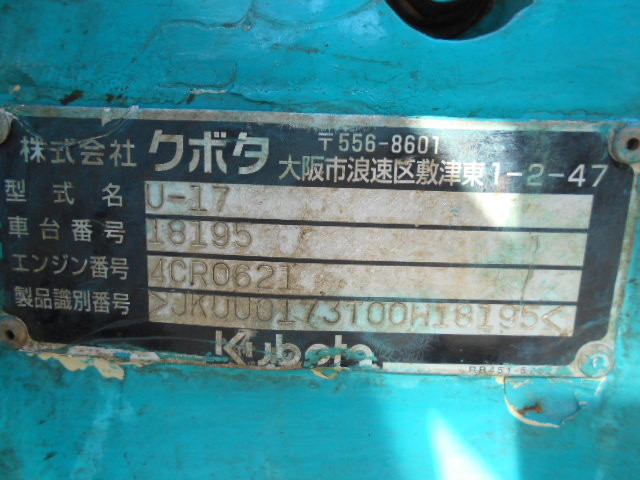 株式会社 クボタ 〒556-8601
大阪市浪速区敷津東1-2-47
型式名 U-17
車台番号 18195
エンジン番号 4CR0621
製品識別番号 >JKUU0173T00H18195<
Kubota